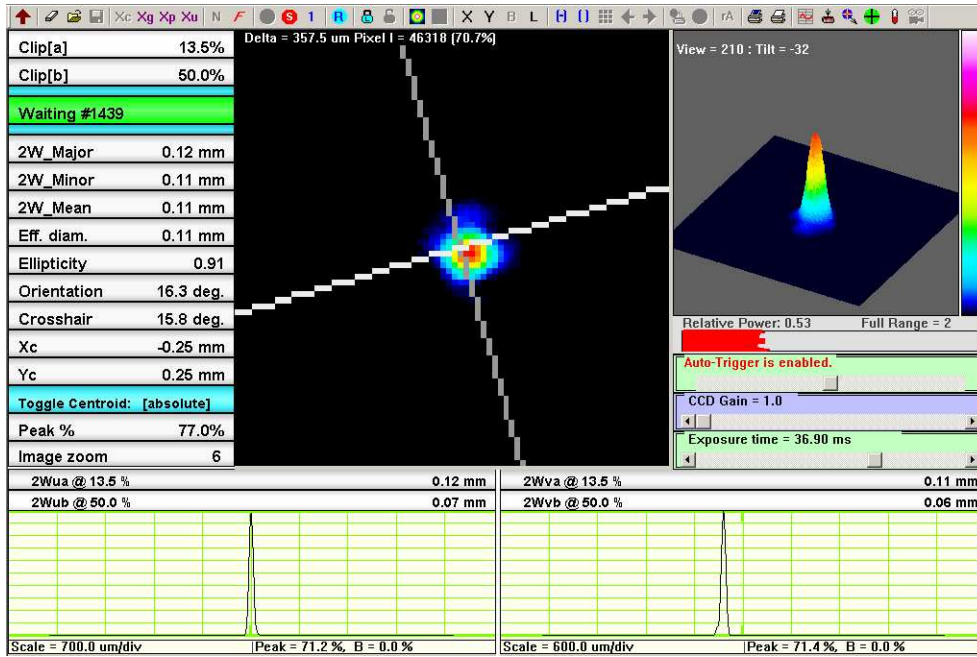 Xc Xg Xp Xu N F S 1 R X Y B L rA
Clip[a] 13.5%
Clip[b] 50.0%
Waiting #1439
2W_Major 0.12 mm
2W_Minor 0.11 mm
2W_Mean 0.11 mm
Eff. diam. 0.11 mm
Ellipticity 0.91
Orientation 16.3 deg.
Crosshair 15.8 deg.
Xc -0.25 mm
Yc 0.25 mm
Toggle Centroid: [absolute]
Peak % 77.0%
Image zoom 6
Delta = 357.5 um Pixel I = 46318 (70.7%)
View = 210 : Tilt = -32
Relative Power: 0.53 Full Range = 2
Auto-Trigger is enabled.
CCD Gain = 1.0
Exposure time = 36.90 ms
2Wua @ 13.5 % 0.12 mm
2Wub @ 50.0 % 0.07 mm
Scale = 700.0 um/div Peak = 71.2 %, B = 0.0 %
2Wva @ 13.5 % 0.11 mm
2Wvb @ 50.0 % 0.06 mm
Scale = 600.0 um/div Peak = 71.4 %, B = 0.0 %